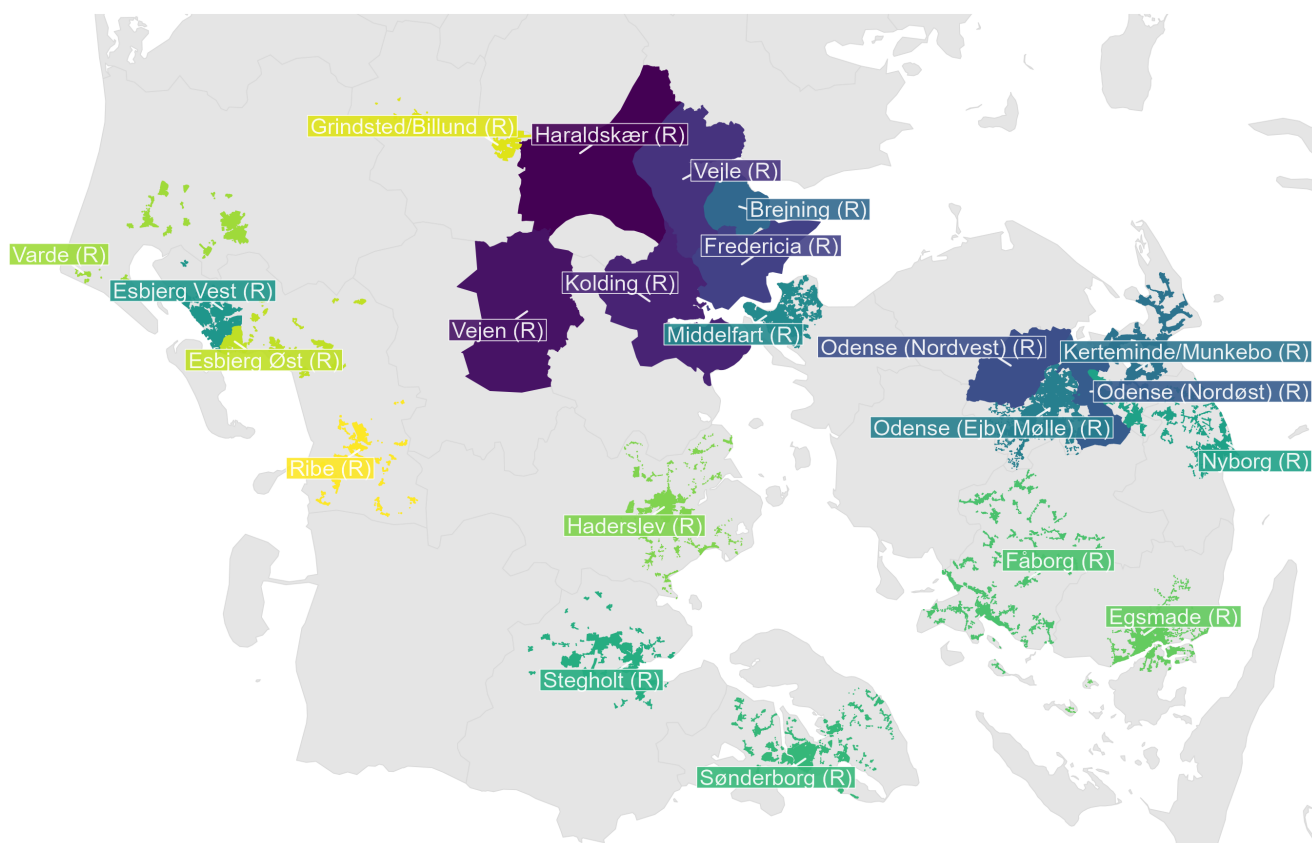 Grindsted/Billund (R)
Haraldskær (R)
Vejle (R)
Brejning (R)
Fredericia (R)
Varde (R)
Kolding (R)
Esbjerg Vest (R)
Vejen (R)
Middelfart (R)
Odense (Nordvest) (R)
Kerteminde/Munkebo (R)
Esbjerg Øst (R)
Odense (Nordøst) (R)
Odense (Ejby Mølle) (R)
Nyborg (R)
Ribe (R)
Haderslev (R)
Fåborg (R)
Egsmade (R)
Stegholt (R)
Sønderborg (R)